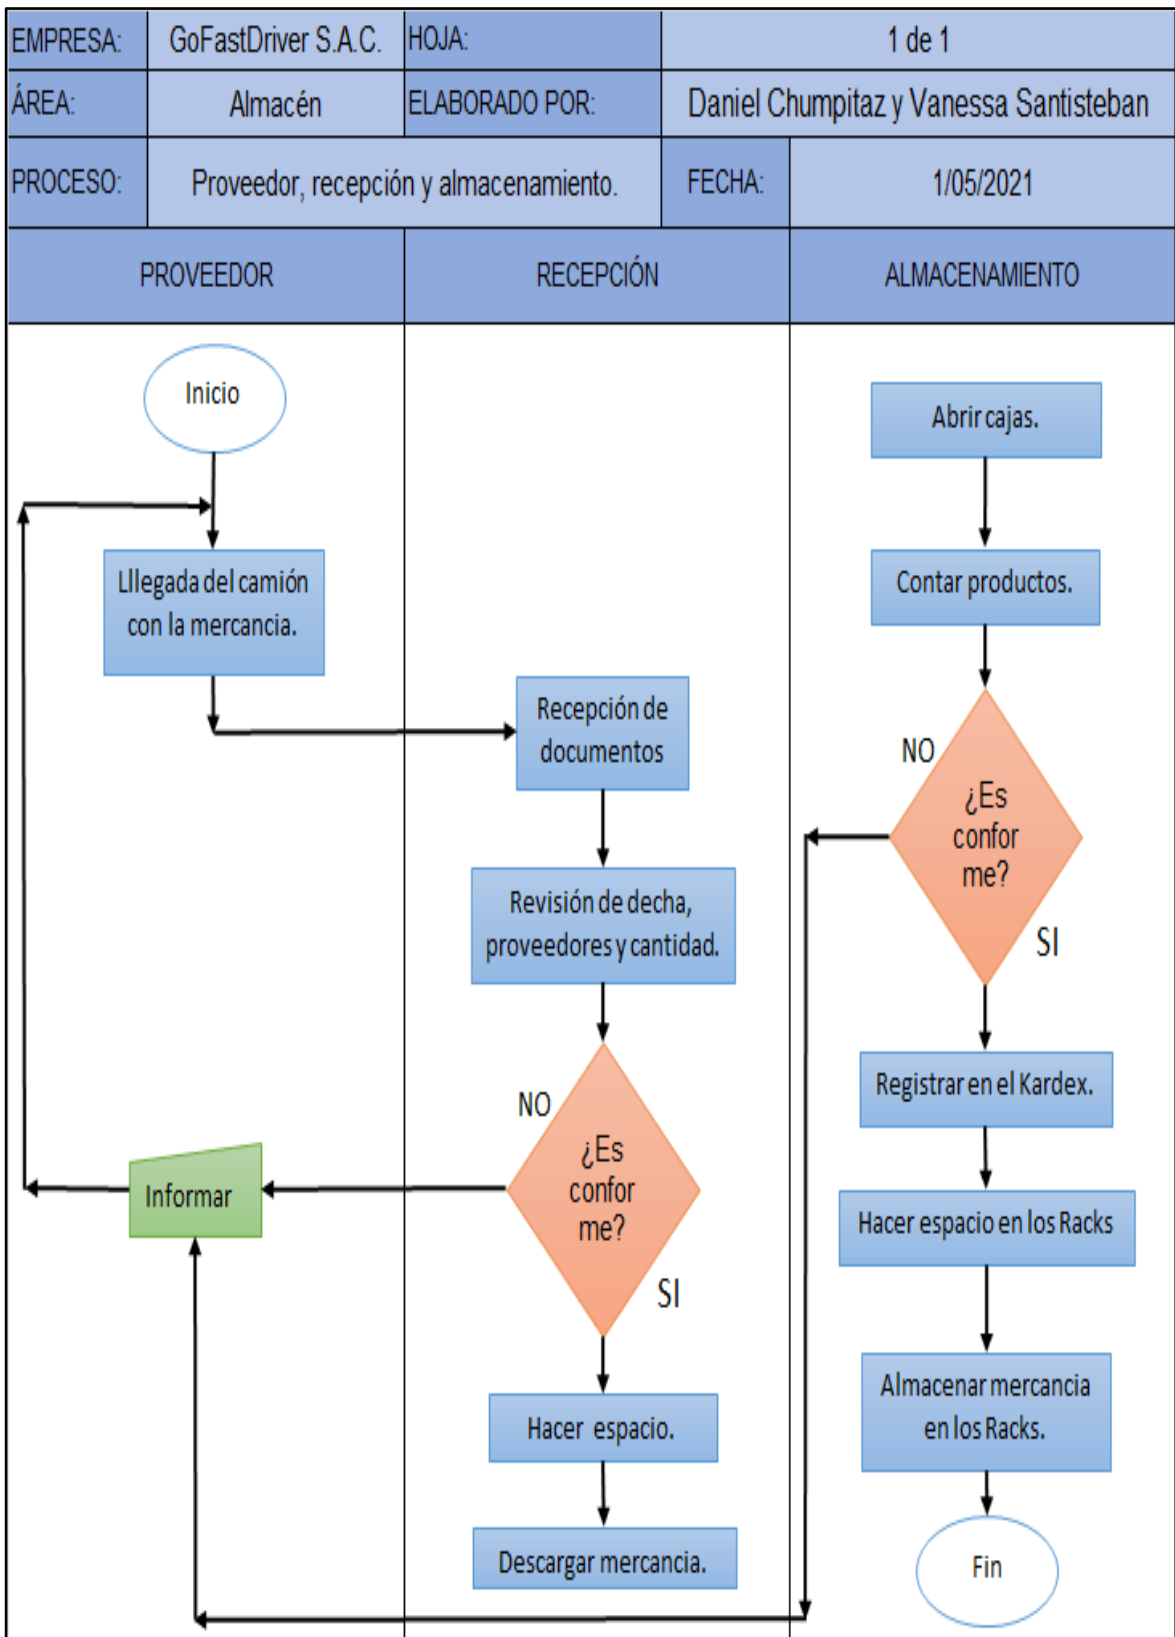 EMPRESA: GoFastDriver S.A.C. HOJA: 1 de 1
ÁREA: Almacén ELABORADO POR: Daniel Chumpitaz y Vanessa Santisteban
PROCESO: Proveedor, recepción y almacenamiento. FECHA: 1/05/2021
PROVEEDOR RECEPCIÓN ALMACENAMIENTO
Inicio
Lllegada del camión
con la mercancia.
Informar
Recepción de
documentos
Revisión de decha,
proveedores y cantidad.
NO
¿Es
confor
me?
SI
Hacer espacio.
Descargar mercancia.
Abrir cajas.
Contar productos.
NO
¿Es
confor
me?
SI
Registrar en el Kardex.
Hacer espacio en los Racks
Almacenar mercancia
en los Racks.
Fin